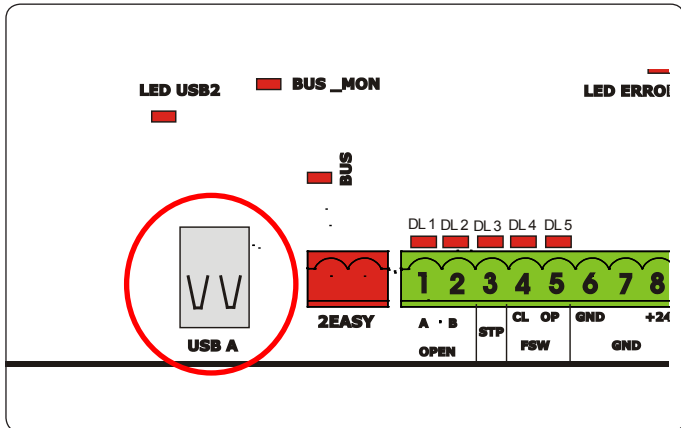 LED USB2
BUS _MON
LED ERRO
BUS
DL 1 DL 2 DL 3 DL 4 DL 5
1 2 3 4 5 6 7 8
2EASY
A B
STP
CL OP
GND
+24
USB A
OPEN
FSW
GND